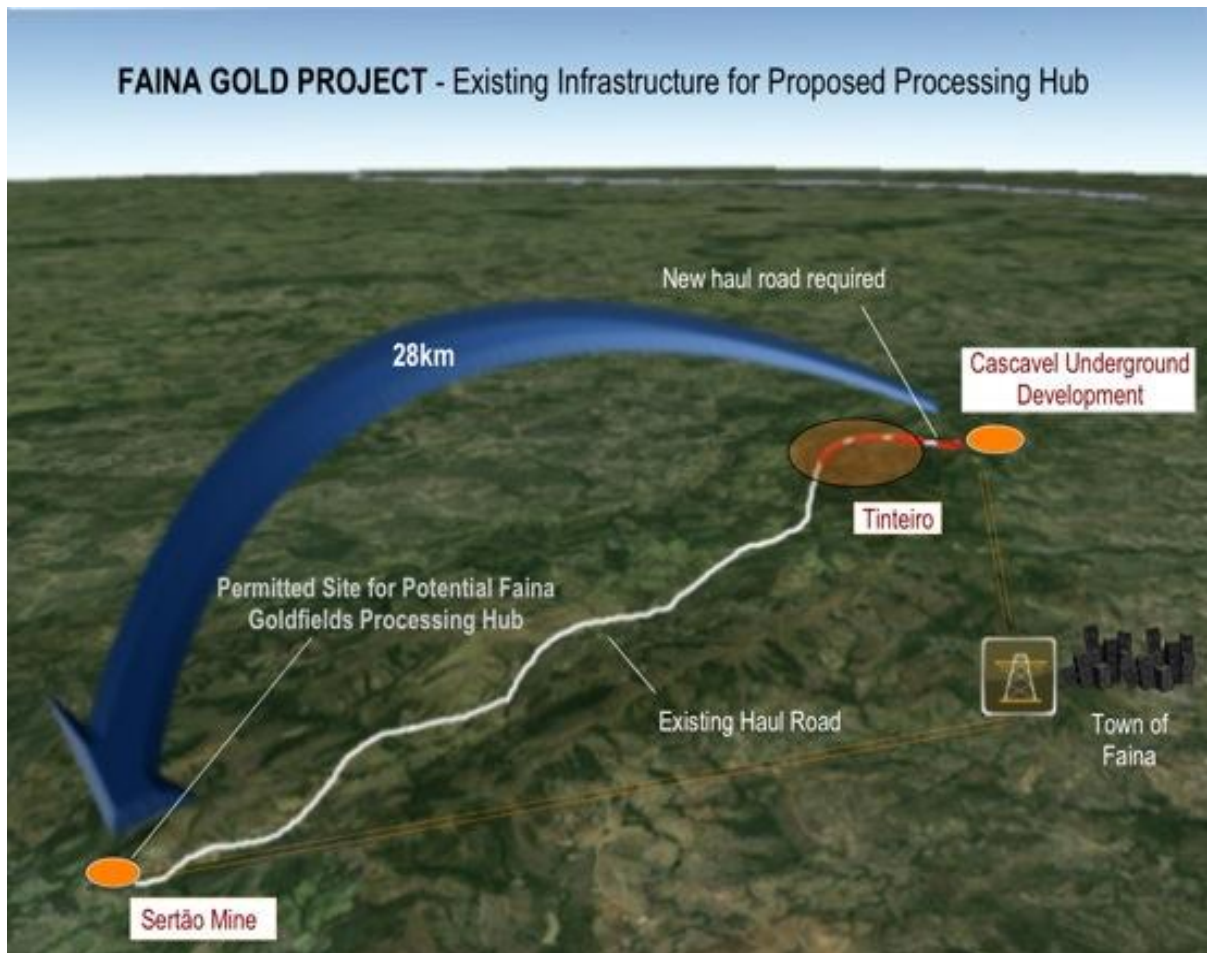 FAINA GOLD PROJECT - Existing Infrastructure for Proposed Processing Hub
New haul road required
28km
Cascavel Underground
Development
Tinteiro
Permitted Site for Potential Faina
Goldfields Processing Hub
Existing Haul Road
Town of
Faina
Sertão Mine